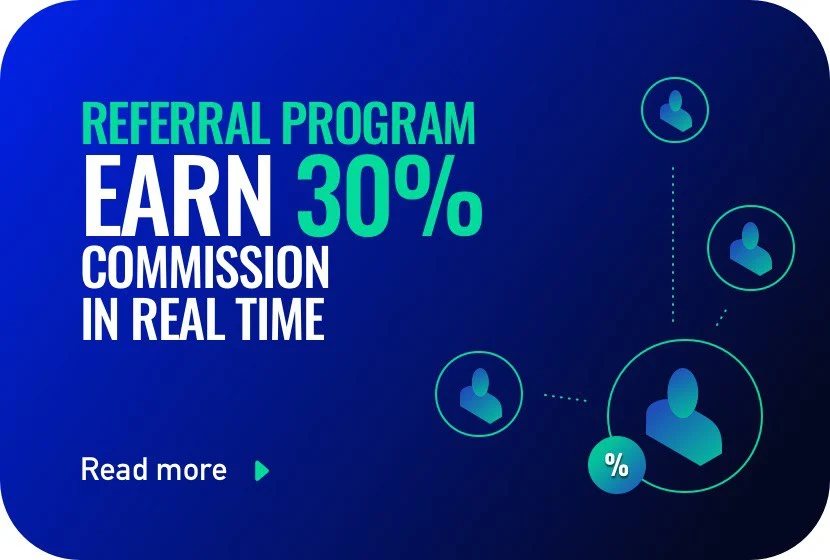 REFERRAL PROGRAM
EARN 30%
COMMISSION
IN REAL TIME
Read more
%